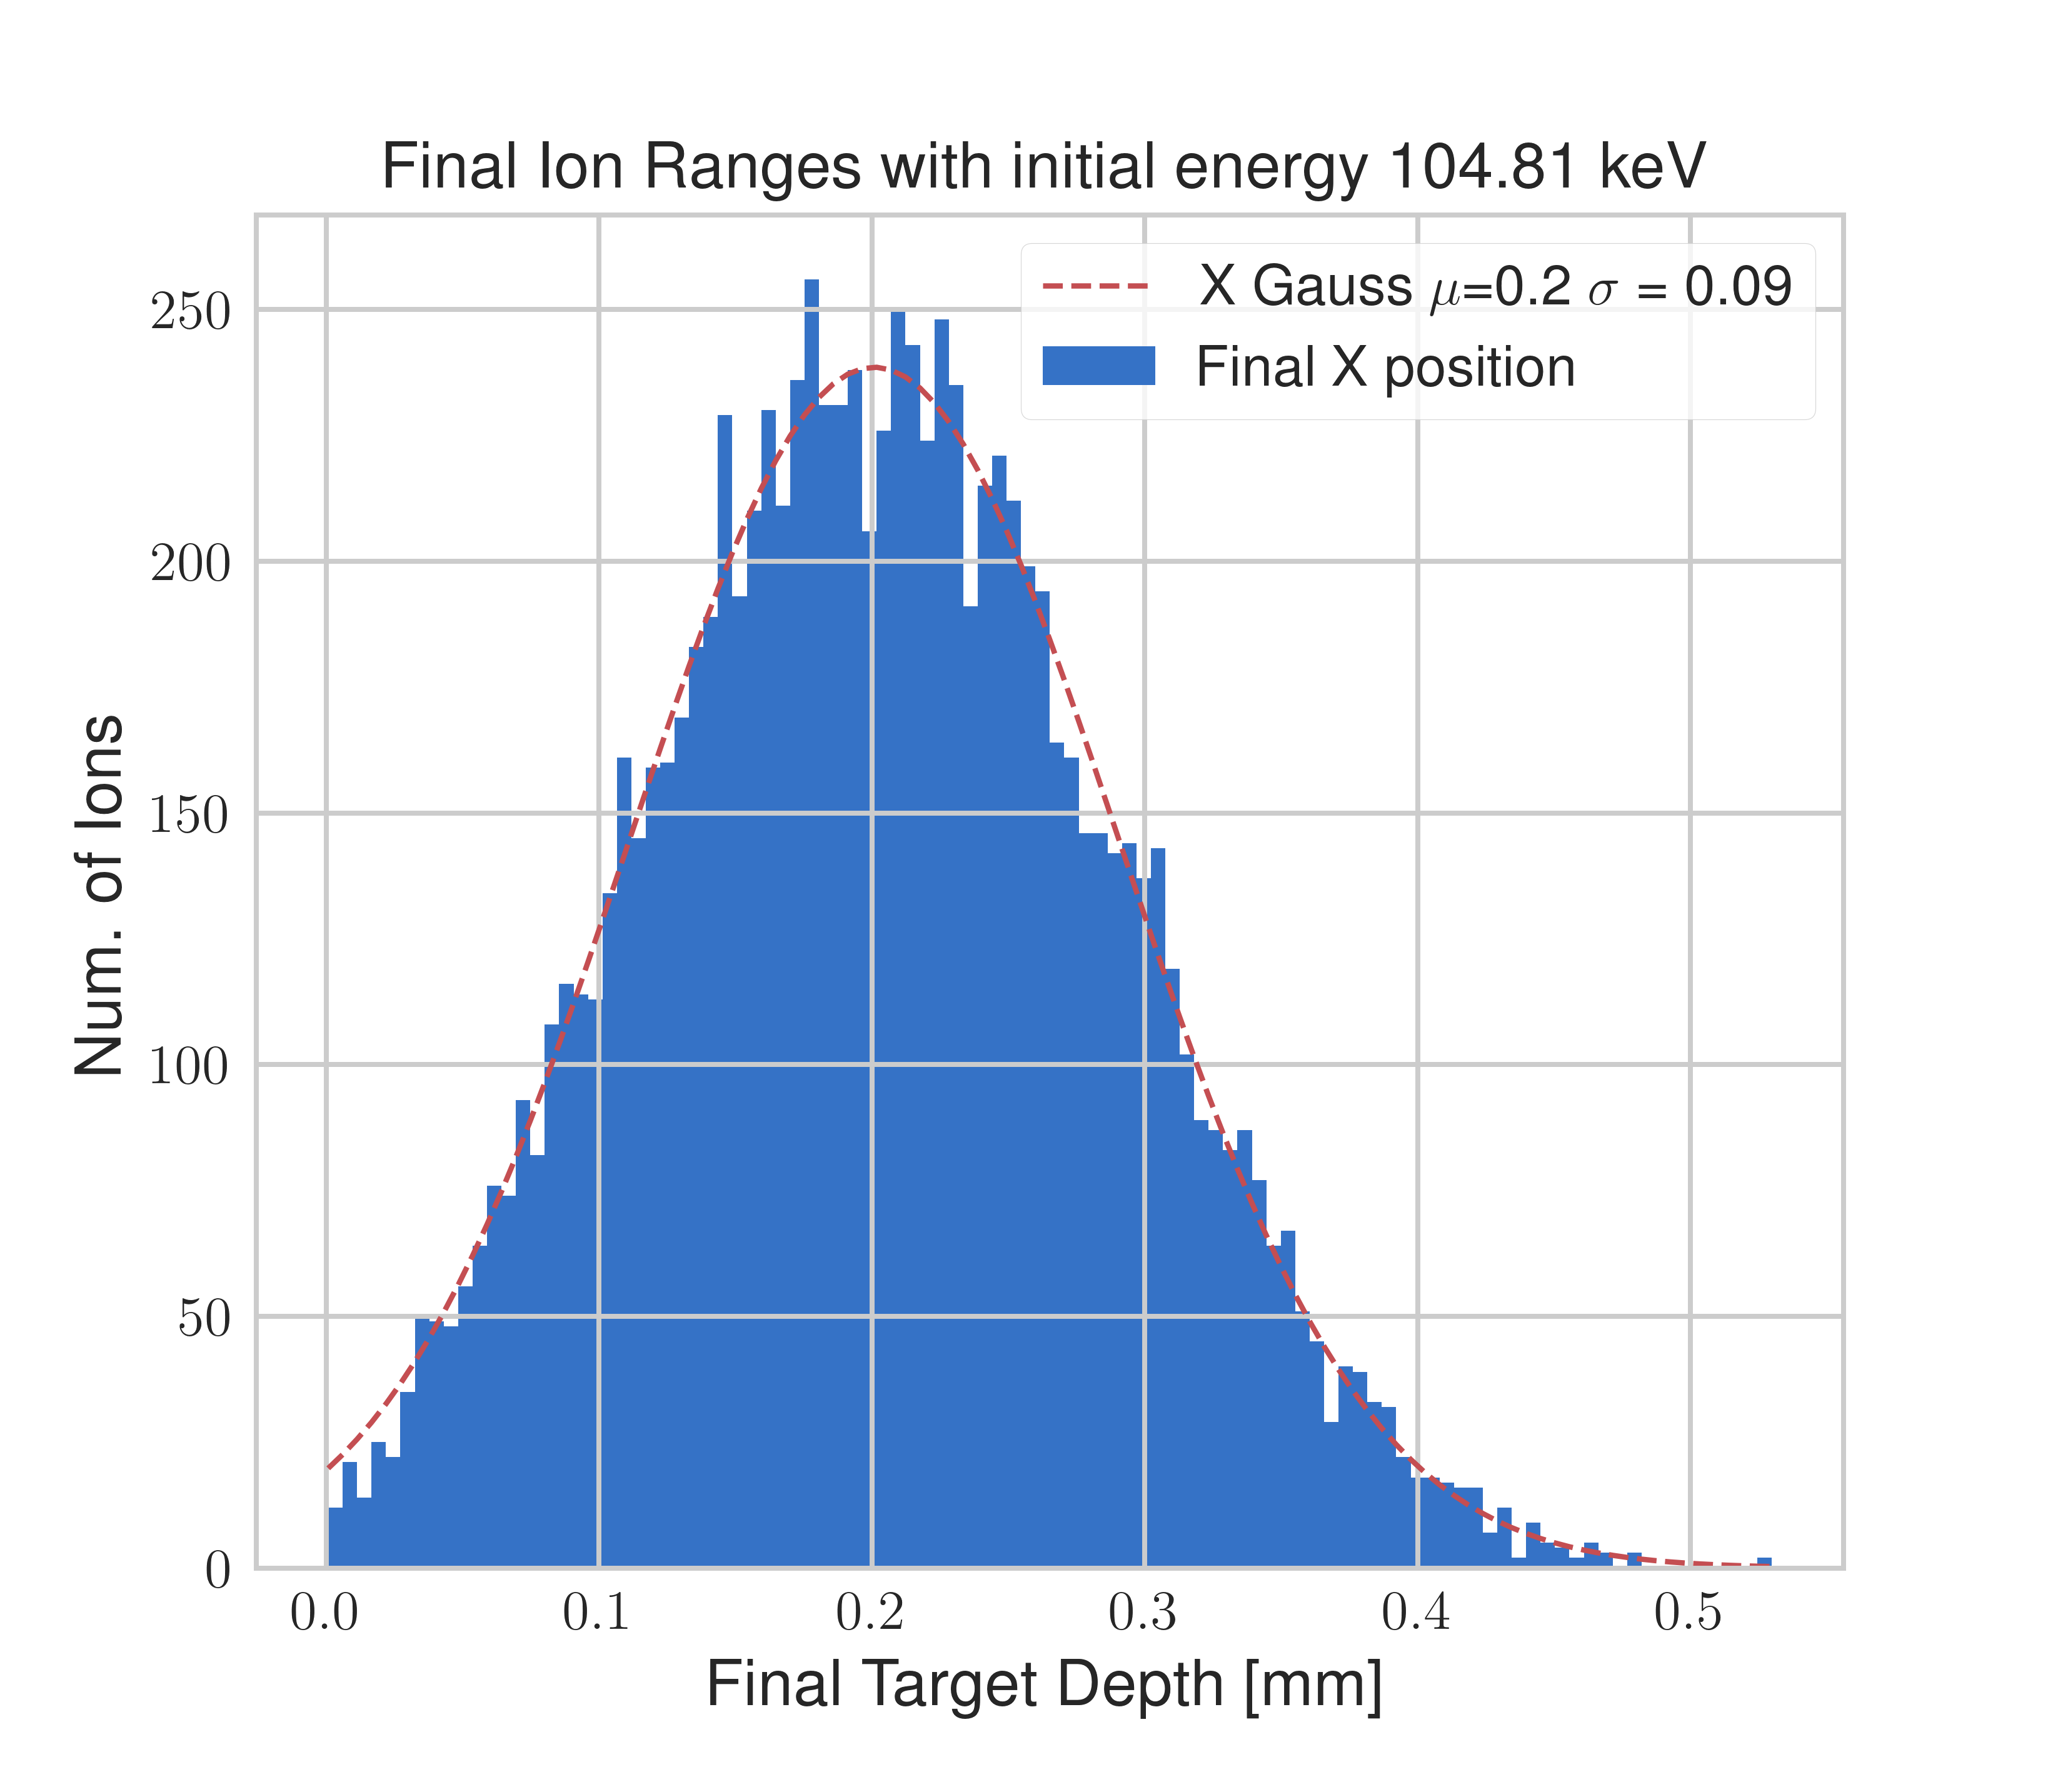 Final Ion Ranges with initial energy 104.81 keV
X Gauss μ=0.2 σ = 0.09
Final X position
Num. of Ions
250
200
150
100
50
0
0.0 0.1 0.2 0.3 0.4 0.5
Final Target Depth [mm]